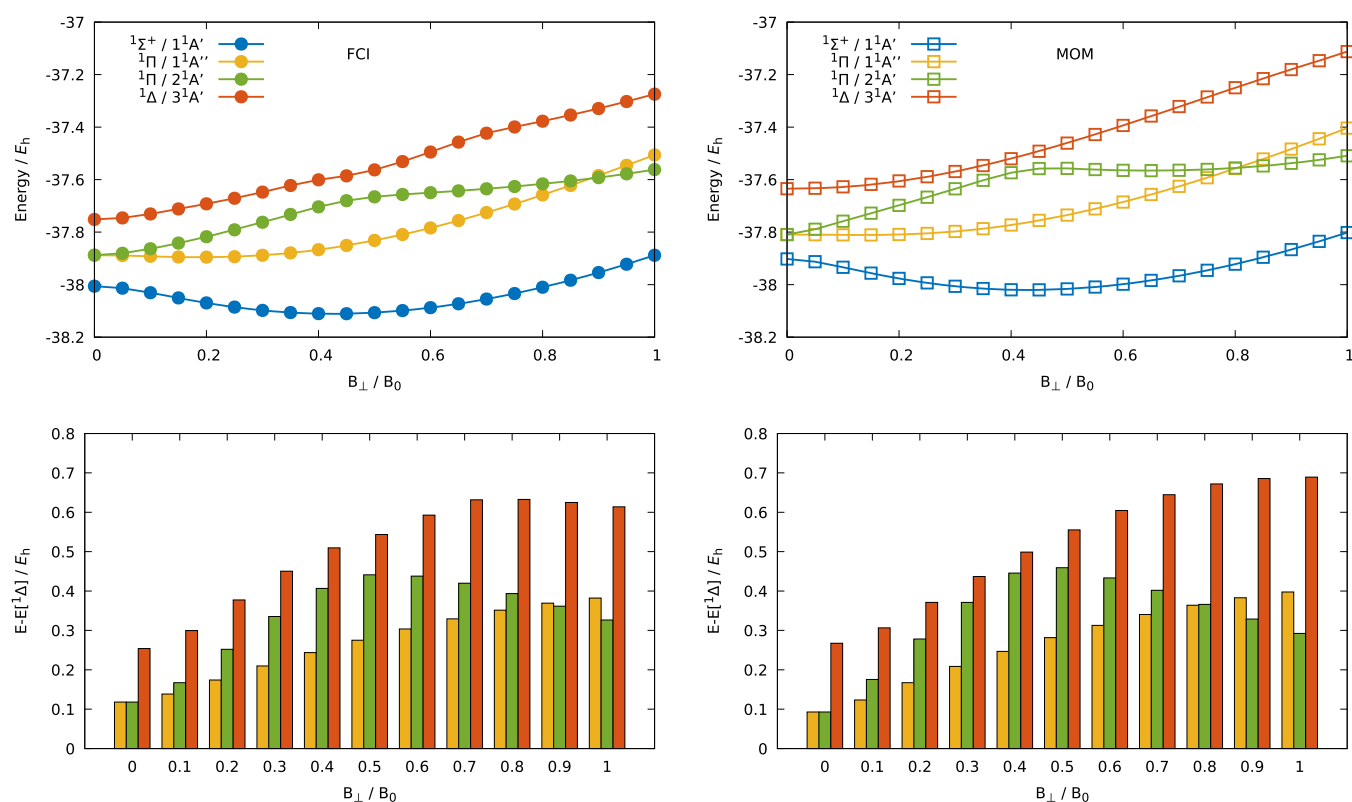 -37
-37.2
-37.4
-37.6
-37.8
-38
-38.2
Energy / Eₕ
¹Σ⁺ / 1¹A’
¹Π / 1¹A’’
¹Π / 2¹A’
¹Δ / 3¹A’
FCI
0 0.2 0.4 0.6 0.8 1
B⊥ / B₀
-37
-37.2
-37.4
-37.6
-37.8
-38
-38.2
Energy / Eₕ
¹Σ⁺ / 1¹A’
¹Π / 1¹A’’
¹Π / 2¹A’
¹Δ / 3¹A’
MOM
0 0.2 0.4 0.6 0.8 1
B⊥ / B₀
0.8
0.7
0.6
0.5
0.4
0.3
0.2
0.1
0
E-E[¹Δ] / Eₕ
0 0.1 0.2 0.3 0.4 0.5 0.6 0.7 0.8 0.9 1
B⊥ / B₀
0.8
0.7
0.6
0.5
0.4
0.3
0.2
0.1
0
E-E[¹Δ] / Eₕ
0 0.1 0.2 0.3 0.4 0.5 0.6 0.7 0.8 0.9 1
B⊥ / B₀